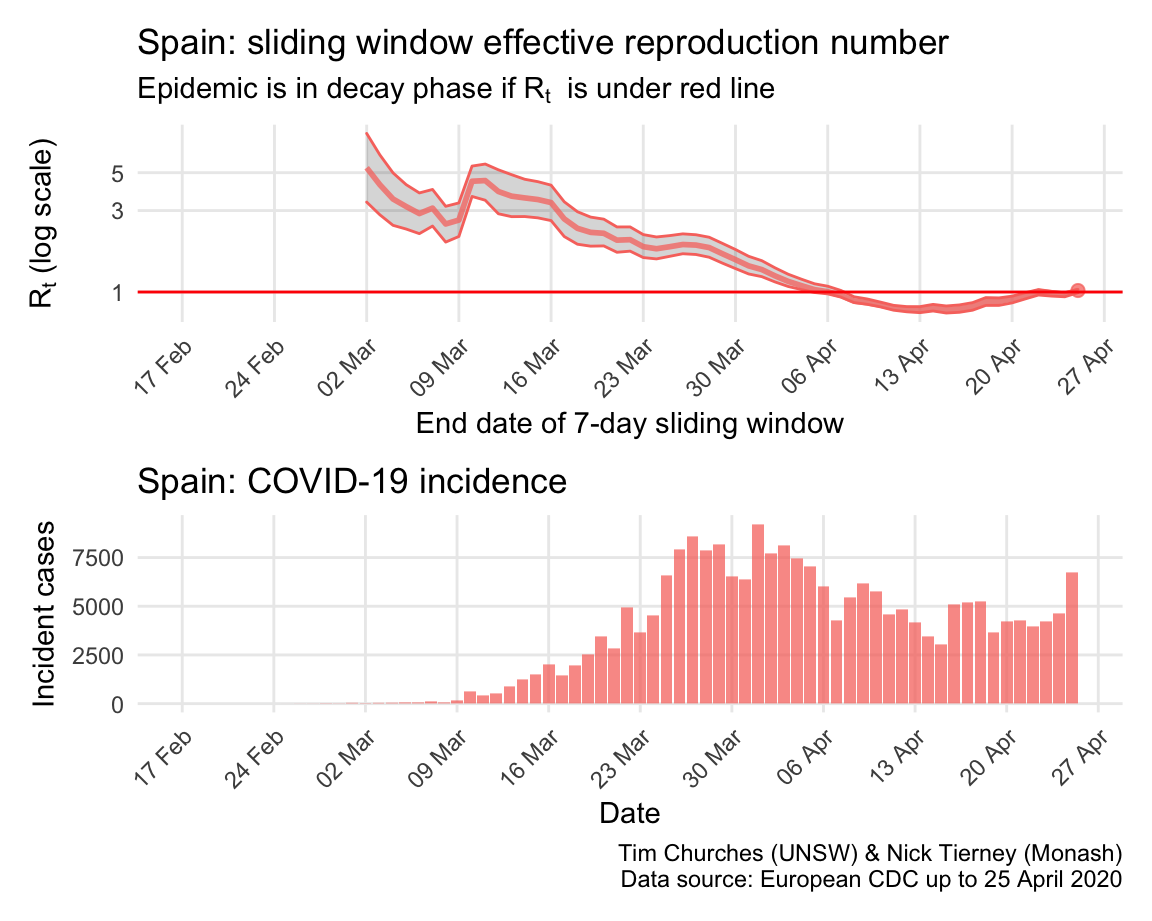 Spain: sliding window effective reproduction number
Epidemic is in decay phase if Rt is under red line
Rt (log scale)
5
3
1
17 Feb
24 Feb
02 Mar
09 Mar
16 Mar
23 Mar
30 Mar
06 Apr
13 Apr
20 Apr
27 Apr
End date of 7-day sliding window
Spain: COVID-19 incidence
Incident cases
7500
5000
2500
0
17 Feb
24 Feb
02 Mar
09 Mar
16 Mar
23 Mar
30 Mar
06 Apr
13 Apr
20 Apr
27 Apr
Date
Tim Churches (UNSW) & Nick Tierney (Monash)
Data source: European CDC up to 25 April 2020